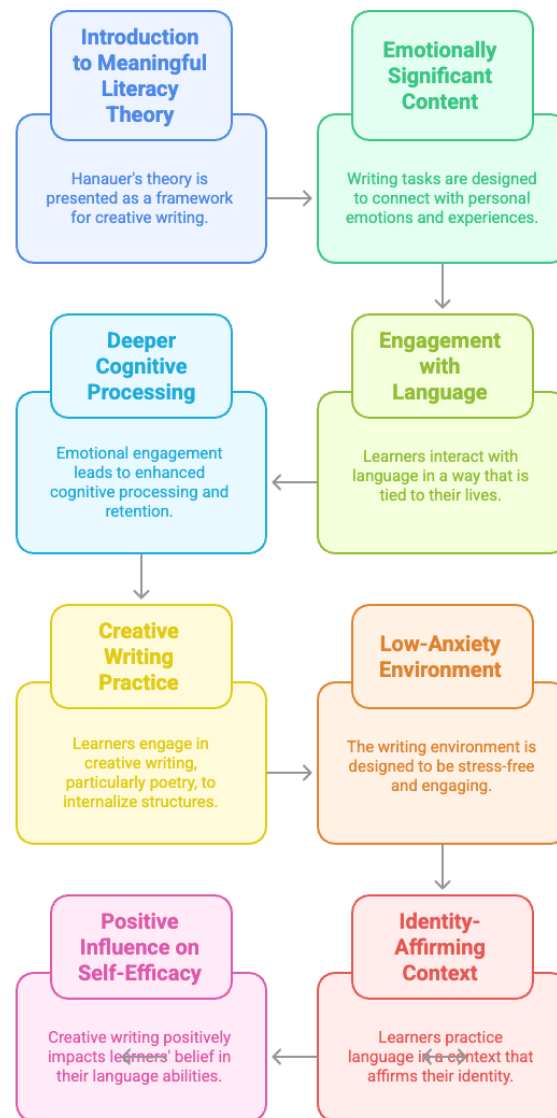 Introduction
to Meaningful
Literacy
Theory
Hanauer's theory is
presented as a framework
for creative writing.
Emotionally
Significant
Content
Writing tasks are designed
to connect with personal
emotions and experiences.
Engagement
with
Language
Learners interact with
language in a way that is
tied to their lives.
Deeper
Cognitive
Processing
Emotional engagement
leads to enhanced
cognitive processing and
retention.
Creative
Writing
Practice
Learners engage in
creative writing,
particularly poetry, to
internalize structures.
Low-Anxiety
Environment
The writing environment is
designed to be stress-free
and engaging.
Identity-
Affirming
Context
Learners practice
language in a context that
affirms their identity.
Positive
Influence on
Self-Efficacy
Creative writing positively
impacts learners' belief in
their language abilities.